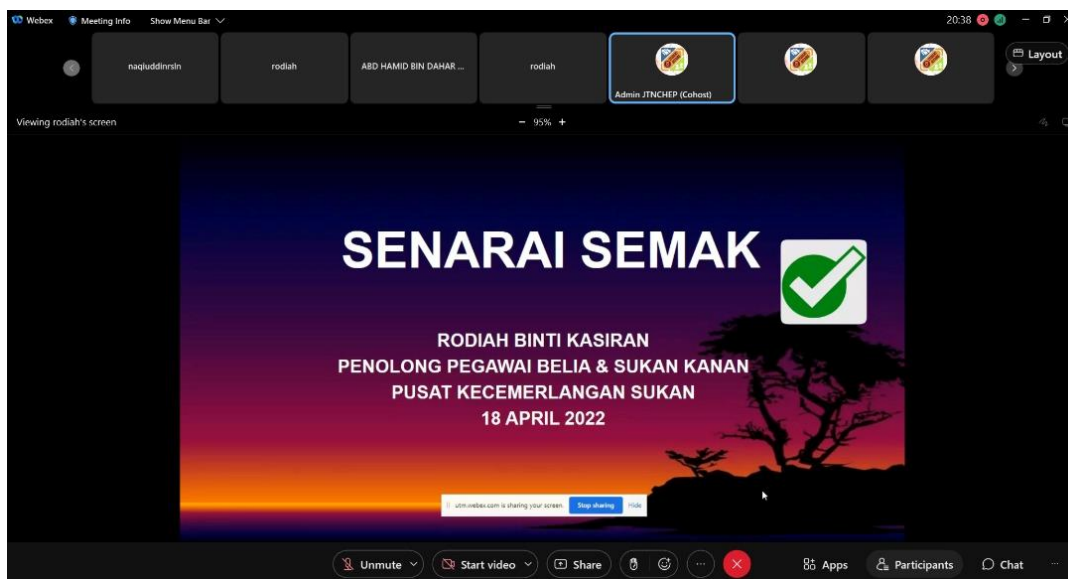 Webex Meeting Info Show Menu Bar 20:38
naqiuddinrsln rodiah ABD HAMID BIN DAHAR ... rodiah Admin JTNCHEP (Cohost) Layout
Viewing rodiah's screen − 95% +
SENARAI SEMAK
RODIAH BINTI KASIRAN
PENOLONG PEGAWAI BELIA & SUKAN KANAN
PUSAT KECEMERLANGAN SUKAN
18 APRIL 2022
utm.webex.com is sharing your screen. Stop sharing Hide
Unmute Start video Share Apps Participants Chat